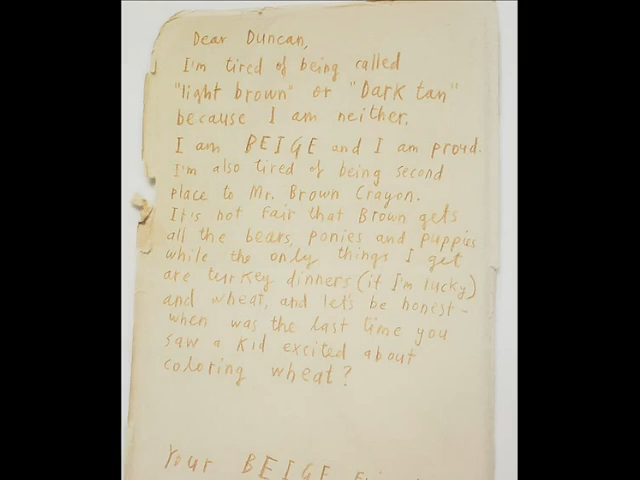 Dear Duncan,
I'm tired of being called
"light brown" or "Dark tan"
because I am neither.
I am BEIGE and I am proud.
I'm also tired of being second
place to Mr. Brown Crayon.
It's not fair that Brown gets
all the bears, ponies and puppies
while the only things I get
are turkey dinners (if I'm lucky)
and wheat, and let's be honest-
when was the last time you
saw a kid excited about
coloring wheat?
Your BEIGE